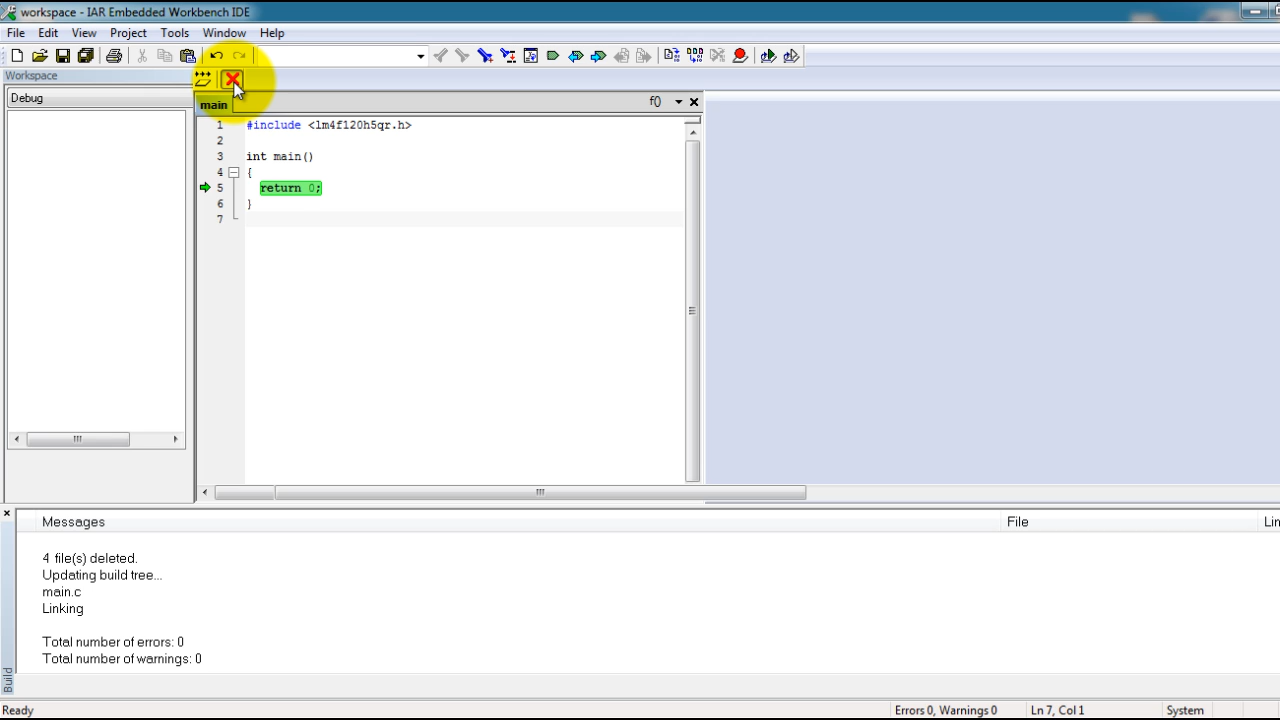 workspace - IAR Embedded Workbench IDE
File Edit View Project Tools Window Help
Workspace
Debug
main
f()
1 #include <lm4f120h5qr.h>
2
3 int main()
4 {
5 return 0;
6 }
7
Messages File Lin
4 file(s) deleted.
Updating build tree...
main.c
Linking
Total number of errors: 0
Total number of warnings: 0
Build
Ready Errors 0, Warnings 0 Ln 7, Col 1 System